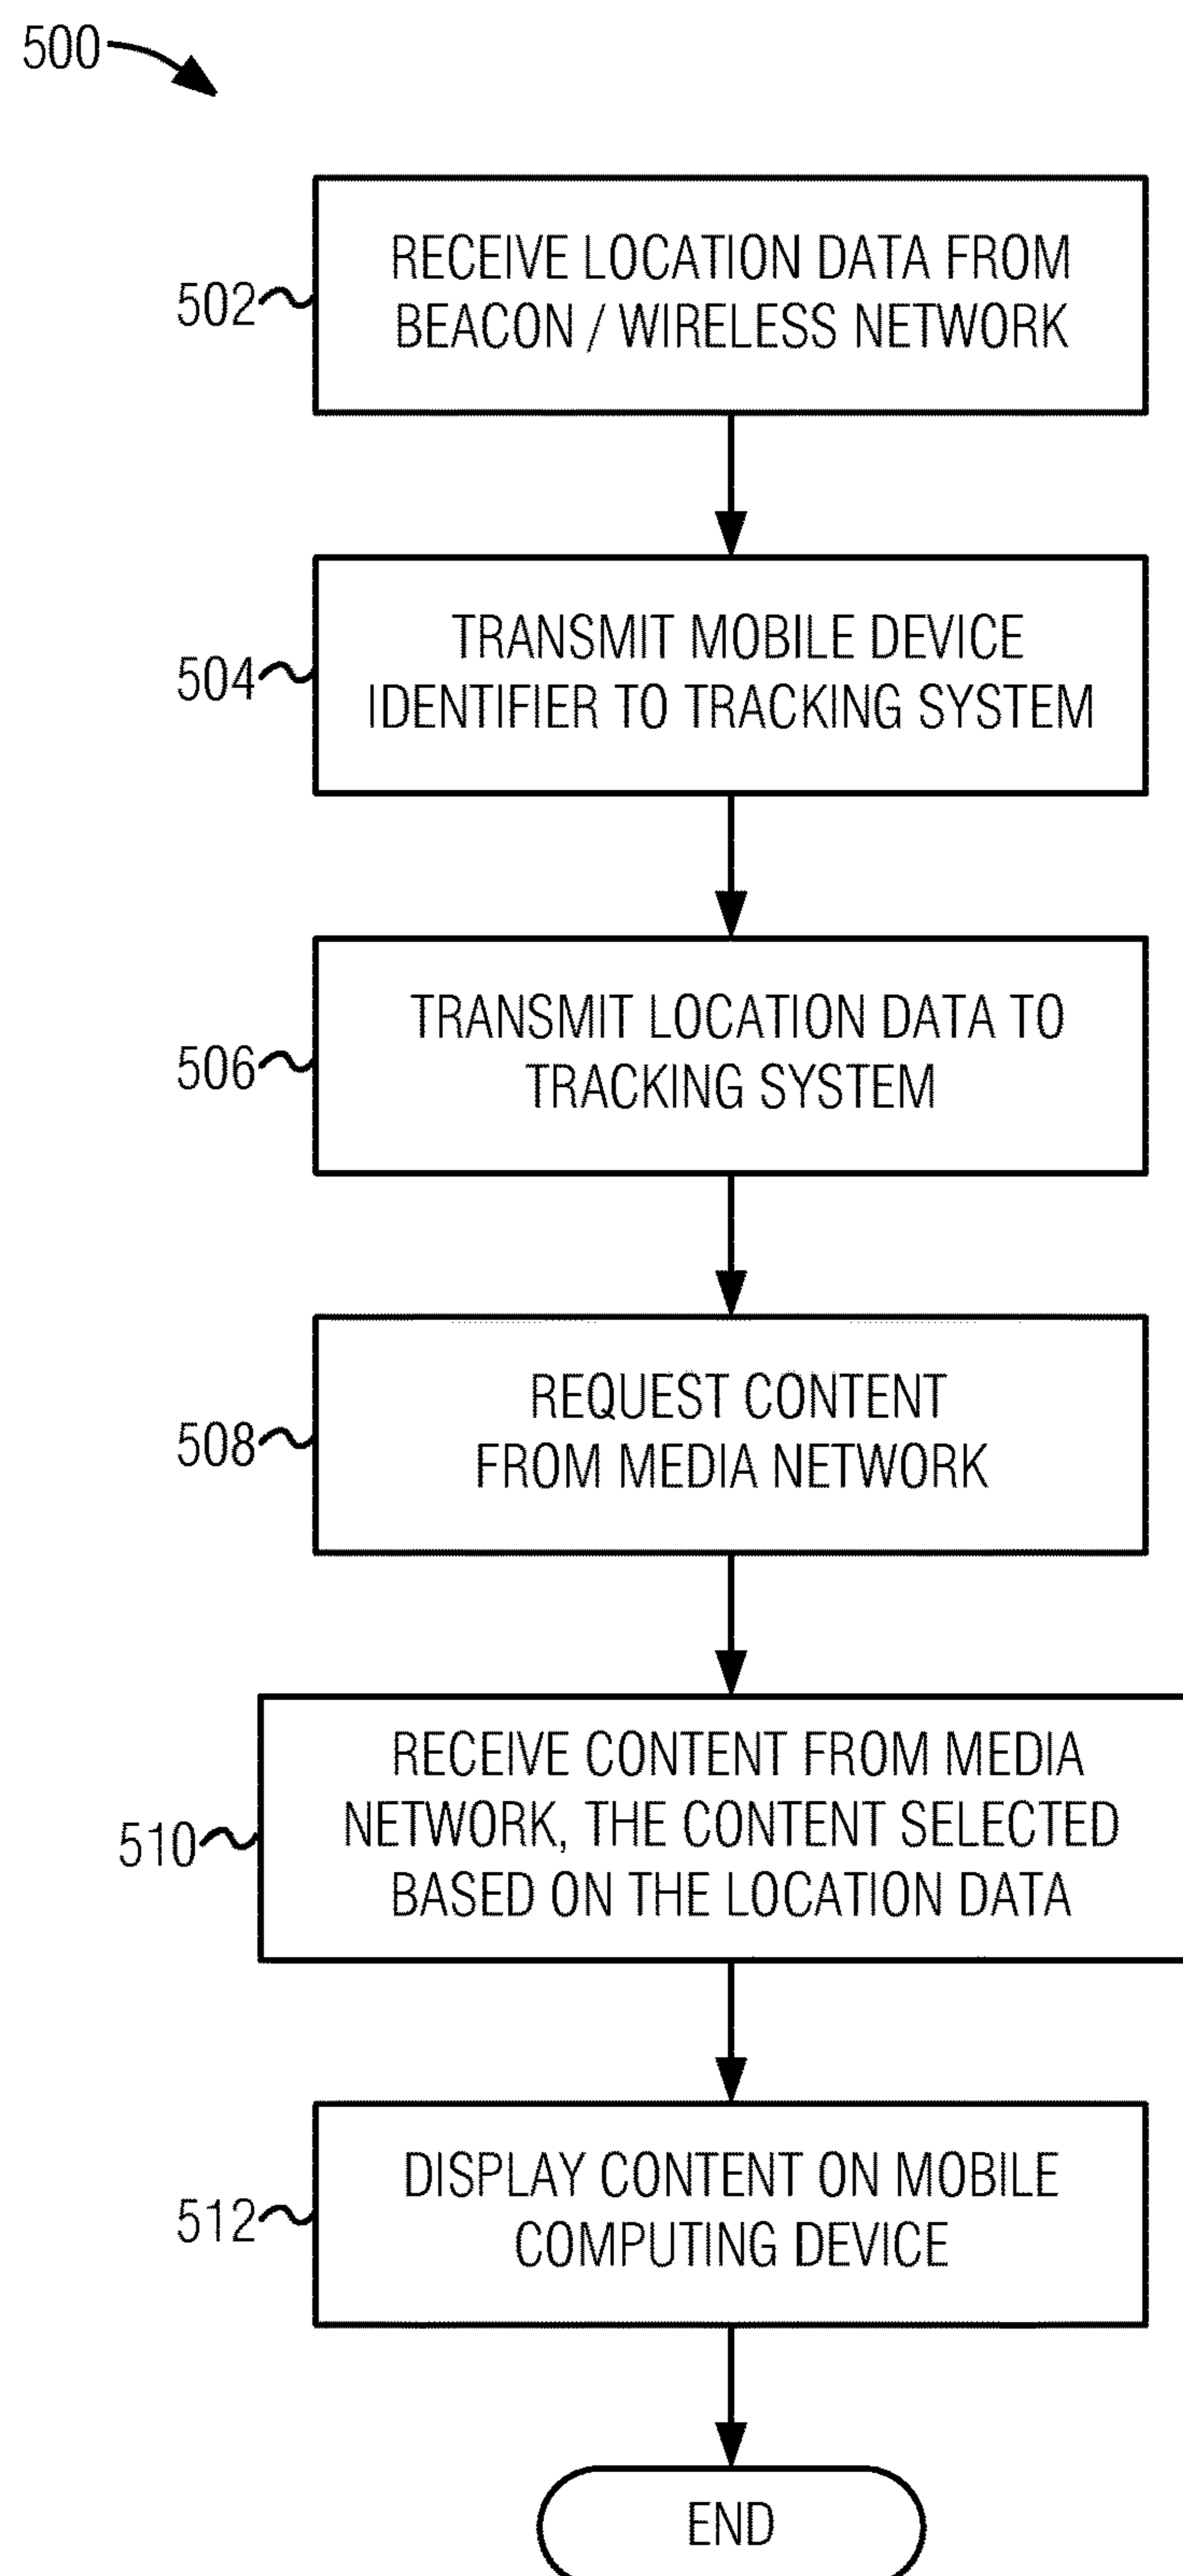 500
RECEIVE LOCATION DATA FROM
BEACON / WIRELESS NETWORK
502
TRANSMIT MOBILE DEVICE
IDENTIFIER TO TRACKING SYSTEM
504
TRANSMIT LOCATION DATA TO
TRACKING SYSTEM
506
REQUEST CONTENT
FROM MEDIA NETWORK
508
RECEIVE CONTENT FROM MEDIA
NETWORK, THE CONTENT SELECTED
BASED ON THE LOCATION DATA
510
DISPLAY CONTENT ON MOBILE
COMPUTING DEVICE
512
END